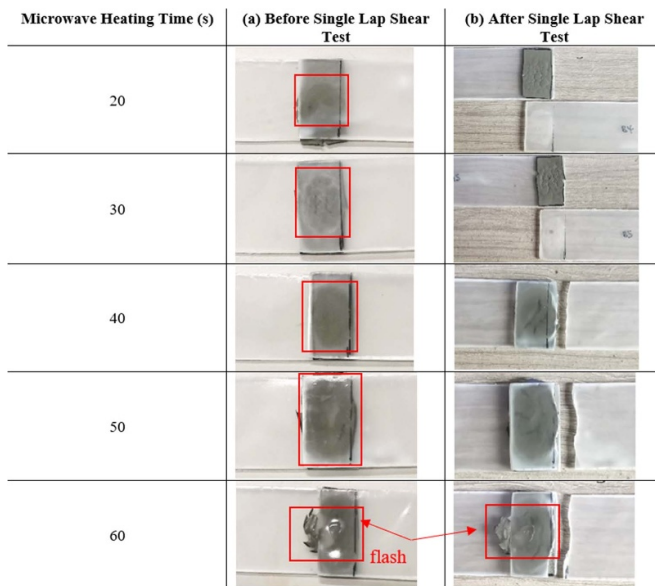 Microwave Heating Time (s)
(a) Before Single Lap Shear
Test
(b) After Single Lap Shear
Test
20
30
40
50
60
flash